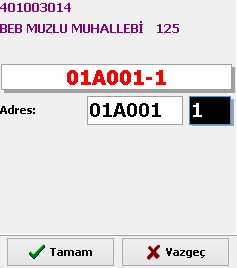 401003014
BEB MUZLU MUHALLEBİ 125
01A001-1
Adres: 01A001 1
Tamam Vazgeç